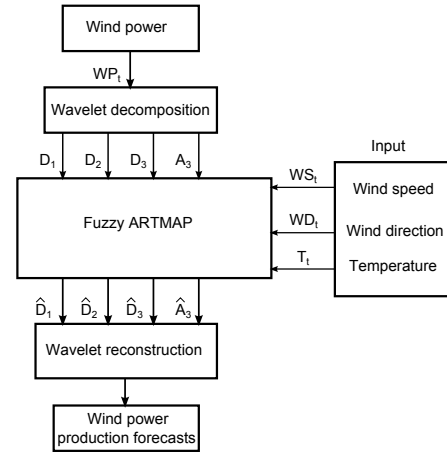 Wind power
WPt
Wavelet decomposition
D1 D2 D3 A3
Input
WSt
Wind speed
Fuzzy ARTMAP
WDt
Wind direction
Tt
Temperature
D̂1 D̂2 D̂3 Â3
Wavelet reconstruction
Wind power
production forecasts